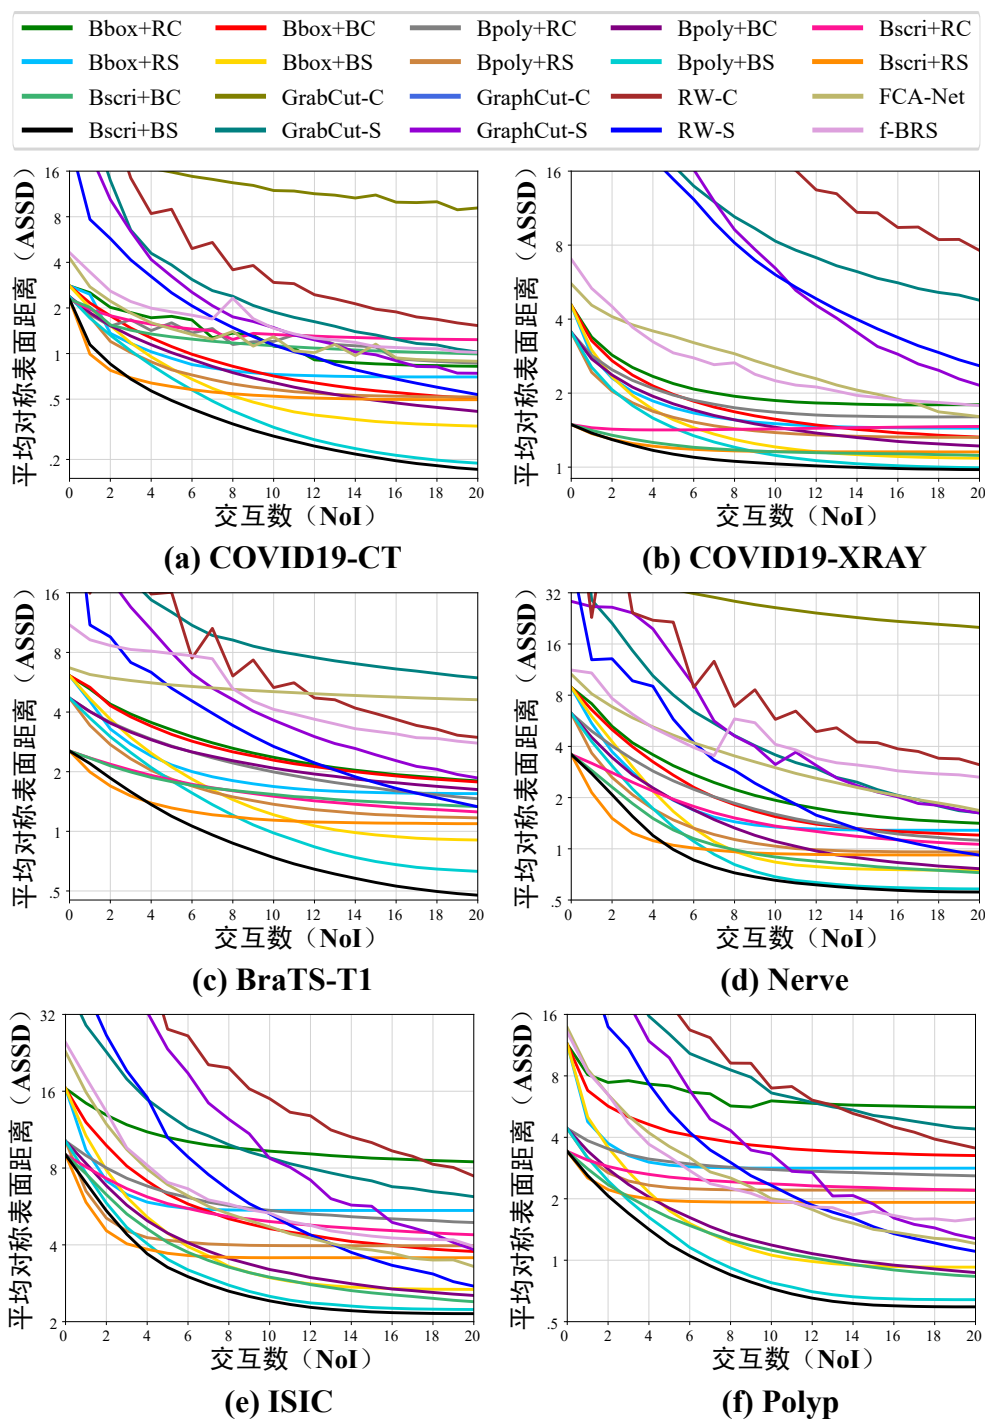 Bbox+RC Bbox+BC Bpoly+RC Bpoly+BC Bscri+RC
Bbox+RS Bbox+BS Bpoly+RS Bpoly+BS Bscri+RS
Bscri+BC GrabCut-C GraphCut-C RW-C FCA-Net
Bscri+BS GrabCut-S GraphCut-S RW-S f-BRS
平均对称表面距离（ASSD）
16
8
4
2
1
.5
.2
0 2 4 6 8 10 12 14 16 18 20
交互数（NoI）
(a) COVID19-CT
平均对称表面距离（ASSD）
16
8
4
2
1
0 2 4 6 8 10 12 14 16 18 20
交互数（NoI）
(b) COVID19-XRAY
平均对称表面距离（ASSD）
16
8
4
2
1
.5
0 2 4 6 8 10 12 14 16 18 20
交互数（NoI）
(c) BraTS-T1
平均对称表面距离（ASSD）
32
16
8
4
2
1
.5
0 2 4 6 8 10 12 14 16 18 20
交互数（NoI）
(d) Nerve
平均对称表面距离（ASSD）
32
16
8
4
2
0 2 4 6 8 10 12 14 16 18 20
交互数（NoI）
(e) ISIC
平均对称表面距离（ASSD）
16
8
4
2
1
.5
0 2 4 6 8 10 12 14 16 18 20
交互数（NoI）
(f) Polyp